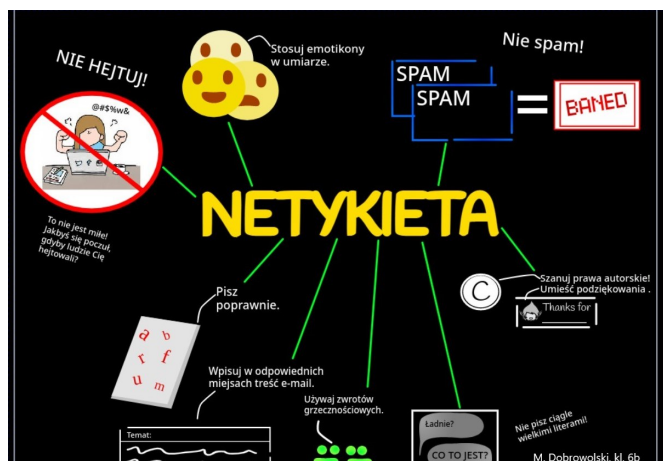 NIE HEJTUJ!
@#$%w&
Stosuj emotikony
w umiarze.
Nie spam!
SPAM
SPAM
=
BANED
NETYKIETA
To nie jest miłe!
Jakbyś się poczuł,
gdyby ludzie Cię
hejtowali?
Pisz
poprawnie.
a b
r f
u m
C
Szanuj prawa autorskie!
Umieść podziękowania .
Thanks for
Wpisuj w odpowiednich
miejsach treść e-mail.
Temat:
Używaj zwrotów
grzecznościowych.
Ładnie?
CO TO JEST?
Nie pisz ciągle
wielkimi literami!
M. Dobrowolski, kl. 6b